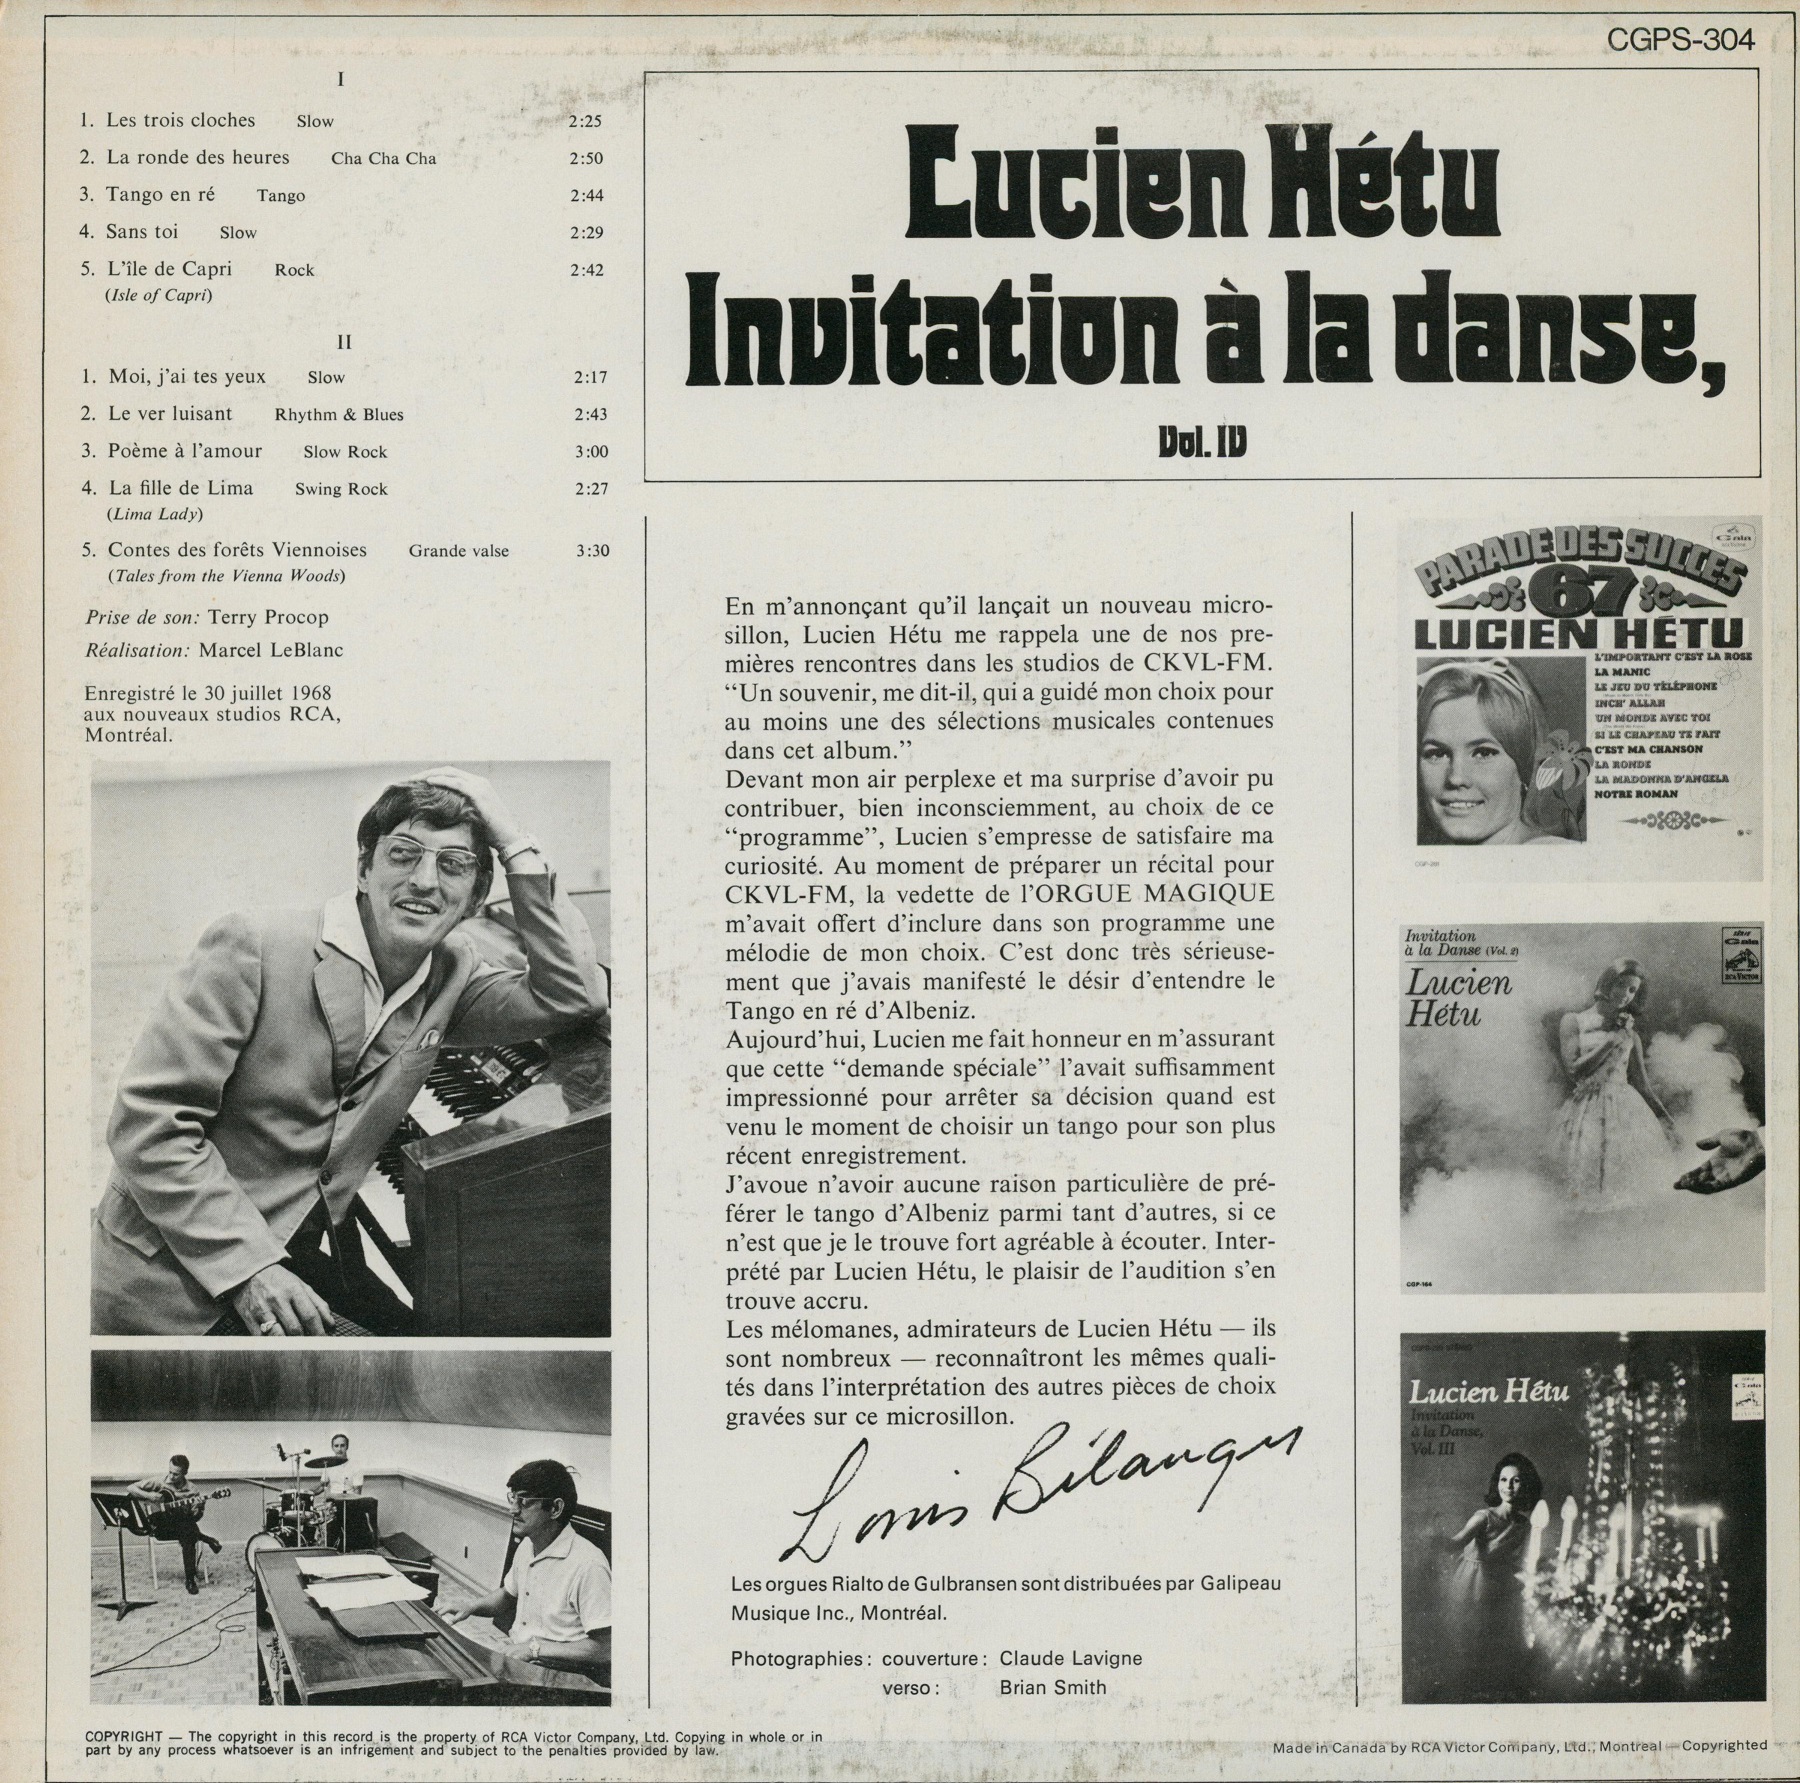 CGPS-304
I
1. Les trois cloches Slow 2:25
2. La ronde des heures Cha Cha Cha 2:50
3. Tango en ré Tango 2:44
4. Sans toi Slow 2:29
5. L'île de Capri Rock 2:42
(Isle of Capri)
II
1. Moi, j'ai tes yeux Slow 2:17
2. Le ver luisant Rhythm & Blues 2:43
3. Poème à l'amour Slow Rock 3:00
4. La fille de Lima Swing Rock 2:27
(Lima Lady)
5. Contes des forêts Viennoises Grande valse 3:30
(Tales from the Vienna Woods)
Prise de son: Terry Procop
Réalisation: Marcel LeBlanc
Enregistré le 30 juillet 1968
aux nouveaux studios RCA,
Montréal.
Lucien Hétu
Invitation à la danse,
Vol. IV
En m'annonçant qu'il lançait un nouveau micro-
sillon, Lucien Hétu me rappela une de nos pre-
mières rencontres dans les studios de CKVL-FM.
“Un souvenir, me dit-il, qui a guidé mon choix pour
au moins une des sélections musicales contenues
dans cet album.”
Devant mon air perplexe et ma surprise d'avoir pu
contribuer, bien inconsciemment, au choix de ce
“programme”, Lucien s'empresse de satisfaire ma
curiosité. Au moment de préparer un récital pour
CKVL-FM, la vedette de l'ORGUE MAGIQUE
m'avait offert d'inclure dans son programme une
mélodie de mon choix. C'est donc très sérieuse-
ment que j'avais manifesté le désir d'entendre le
Tango en ré d'Albeniz.
Aujourd'hui, Lucien me fait honneur en m'assurant
que cette “demande spéciale” l'avait suffisamment
impressionné pour arrêter sa décision quand est
venu le moment de choisir un tango pour son plus
récent enregistrement.
J'avoue n'avoir aucune raison particulière de pré-
férer le tango d'Albeniz parmi tant d'autres, si ce
n'est que je le trouve fort agréable à écouter. Inter-
prété par Lucien Hétu, le plaisir de l'audition s'en
trouve accru.
Les mélomanes, admirateurs de Lucien Hétu — ils
sont nombreux — reconnaîtront les mêmes quali-
tés dans l'interprétation des autres pièces de choix
gravées sur ce microsillon.
Louis Bélanger
Les orgues Rialto de Gulbransen sont distribuées par Galipeau
Musique Inc., Montréal.
Photographies: couverture: Claude Lavigne
verso: Brian Smith
PARADE DES SUCCES
67
LUCIEN HÉTU
L'IMPORTANT C'EST LA ROSE
LA MANIC
LE JEU DU TÉLÉPHONE
INCH' ALLAH
UN MONDE AVEC TOI
SI LE CHAPEAU TE FAIT
C'EST MA CHANSON
LA RONDE
LA MADONNA D'ANGELA
NOTRE ROMAN
Gala
Invitation
à la Danse (Vol. 2)
Lucien
Hétu
Gala
RCA VICTOR
CGP-164
Lucien Hétu
Invitation
à la Danse,
Vol. III
Gala
COPYRIGHT — The copyright in this record is the property of RCA Victor Company, Ltd. Copying in whole or in
part by any process whatsoever is an infrigement and subject to the penalties provided by law.
Made in Canada by RCA Victor Company, Ltd., Montreal — Copyrighted